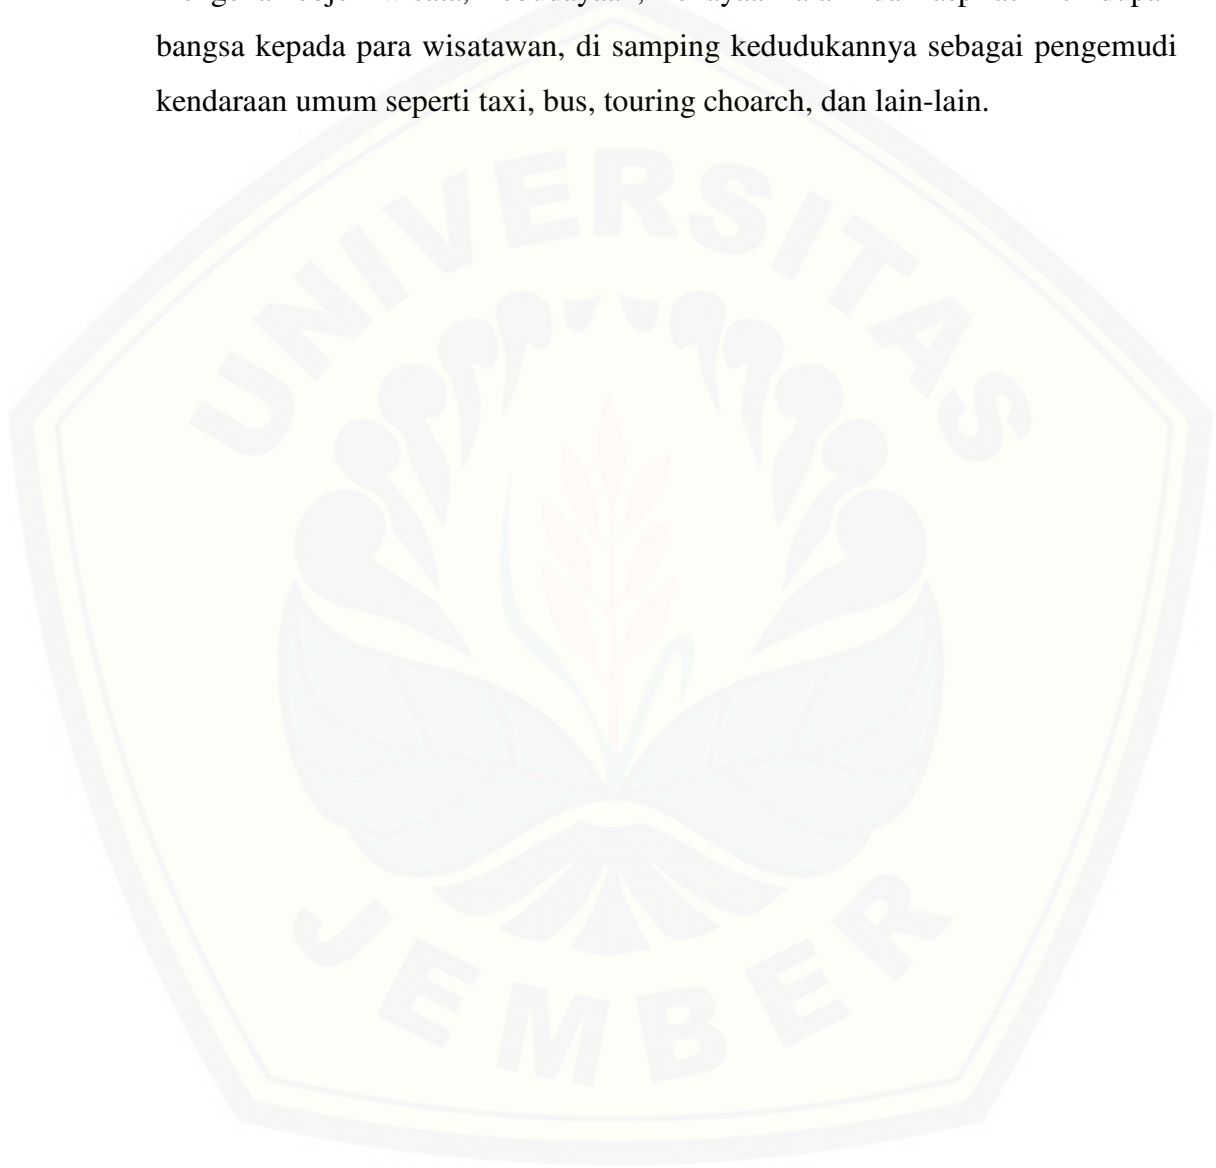 bangsa kepada para wisatawan, di samping kedudukannya sebagai pengemudi
kendaraan umum seperti taxi, bus, touring choarch, dan lain-lain.
UNIVERSITAS
JEMBER